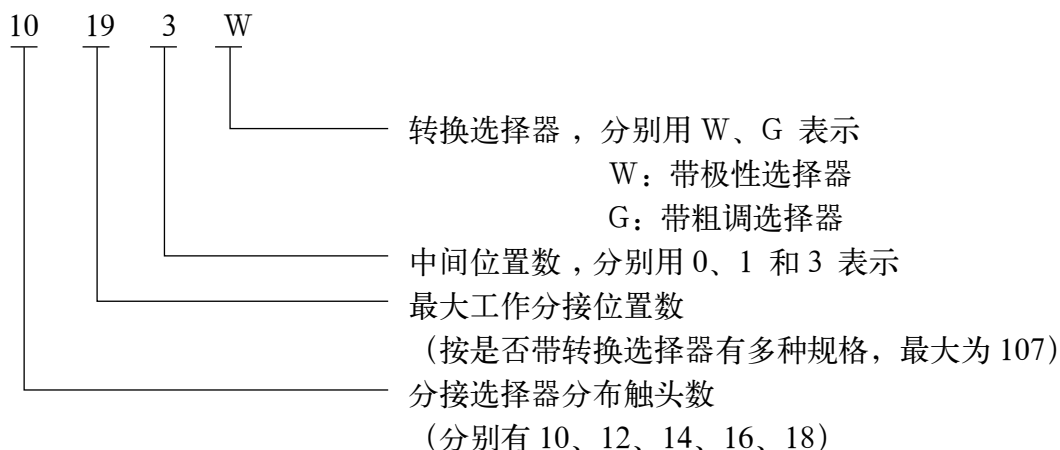 10 19 3 W
转换选择器，分别用 W、G 表示
W：带极性选择器
G：带粗调选择器
中间位置数，分别用 0、1 和 3 表示
最大工作分接位置数
（按是否带转换选择器有多种规格，最大为 107）
分接选择器分布触头数
（分别有 10、12、14、16、18）